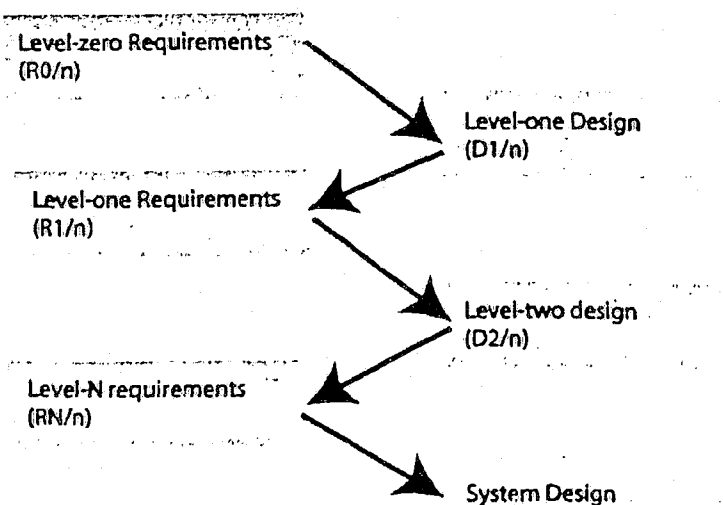 Level-zero Requirements
(R0/n)
Level-one Design
(D1/n)
Level-one Requirements
(R1/n)
Level-two design
(D2/n)
Level-N requirements
(RN/n)
System Design